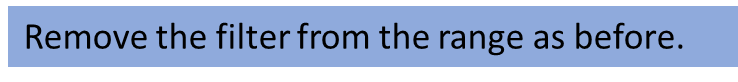 Remove the filter from the range as before.